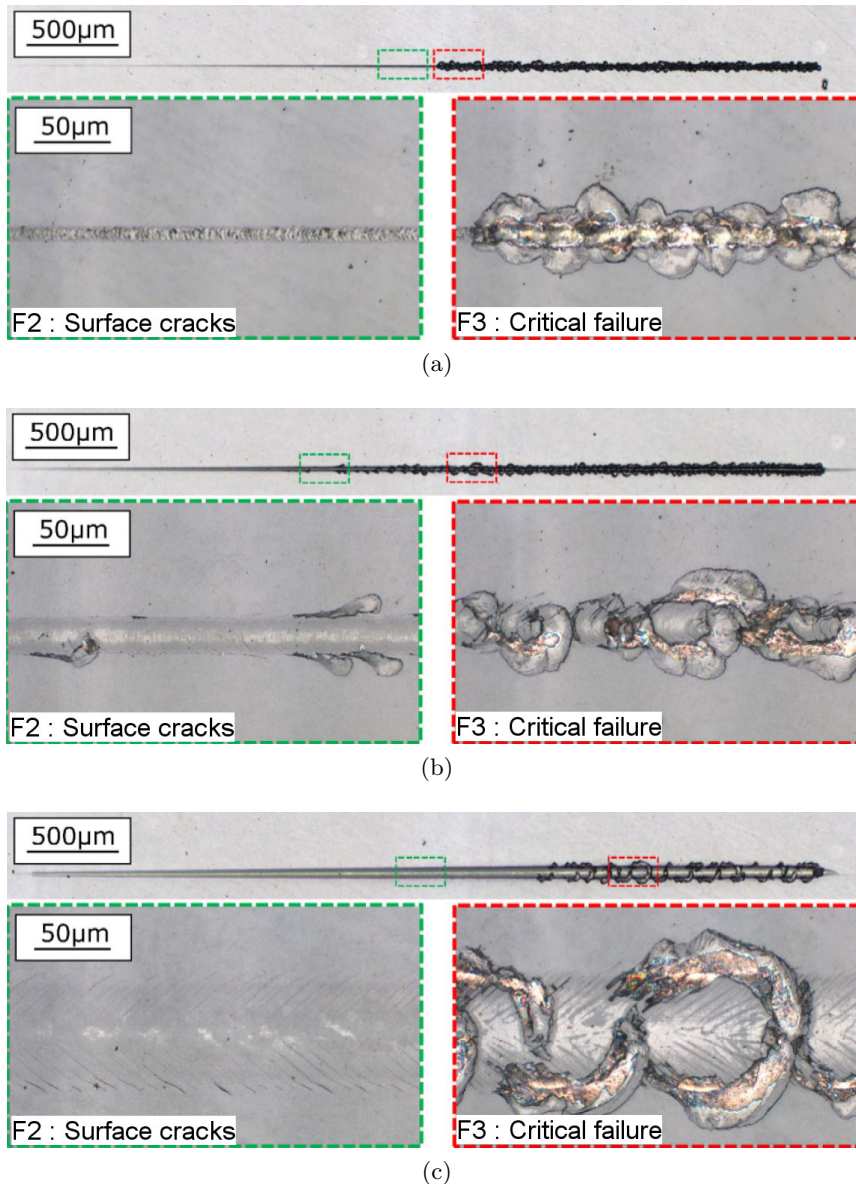 500μm
50μm
F2 : Surface cracks
F3 : Critical failure
(a)
500μm
50μm
F2 : Surface cracks
F3 : Critical failure
(b)
500μm
50μm
F2 : Surface cracks
F3 : Critical failure
(c)